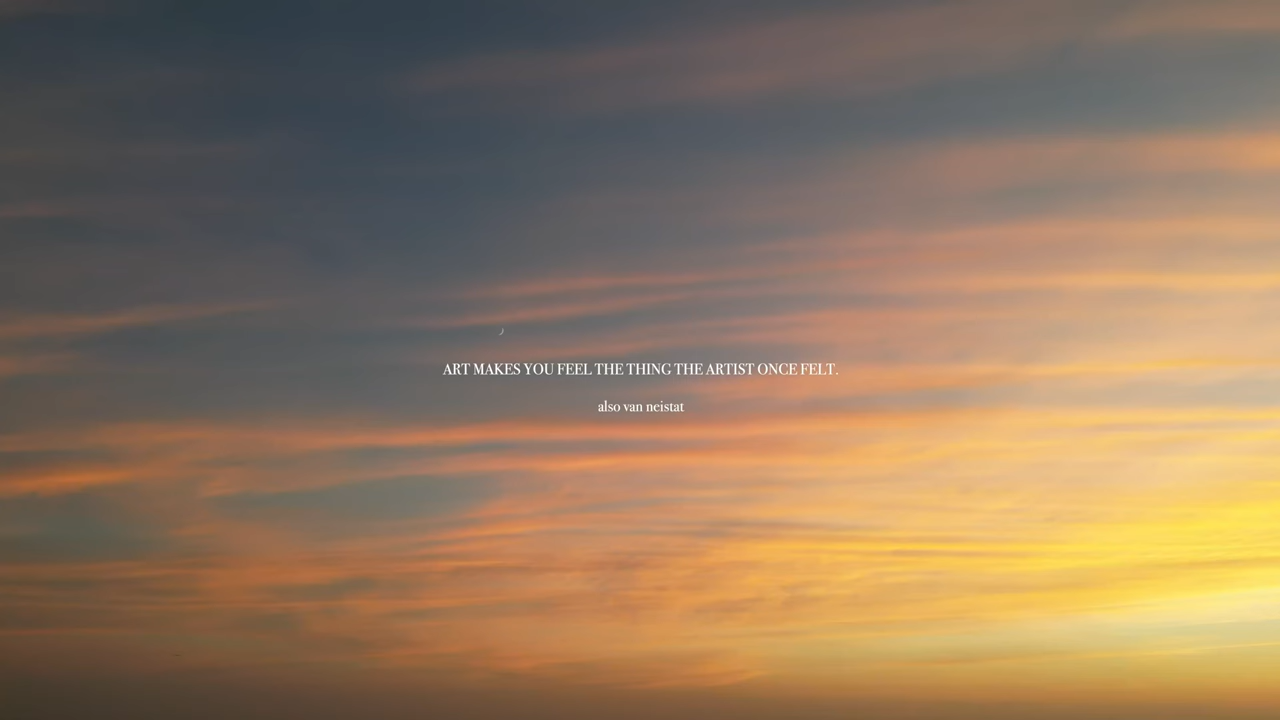 ART MAKES YOU FEEL THE THING THE ARTIST ONCE FELT.
also van neistat